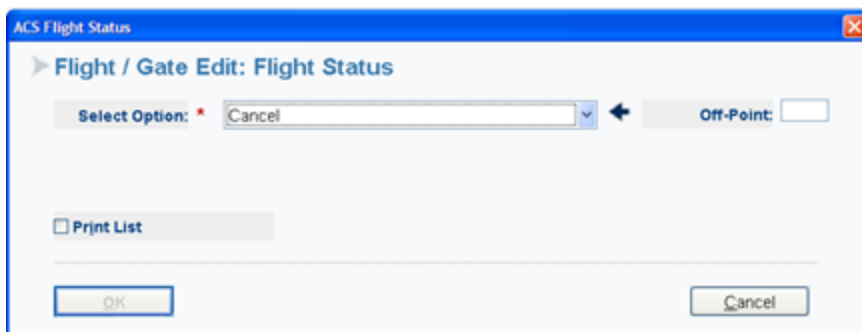 ACS Flight Status
Flight / Gate Edit: Flight Status
Select Option: * Cancel Off-Point:
Print List
OK Cancel